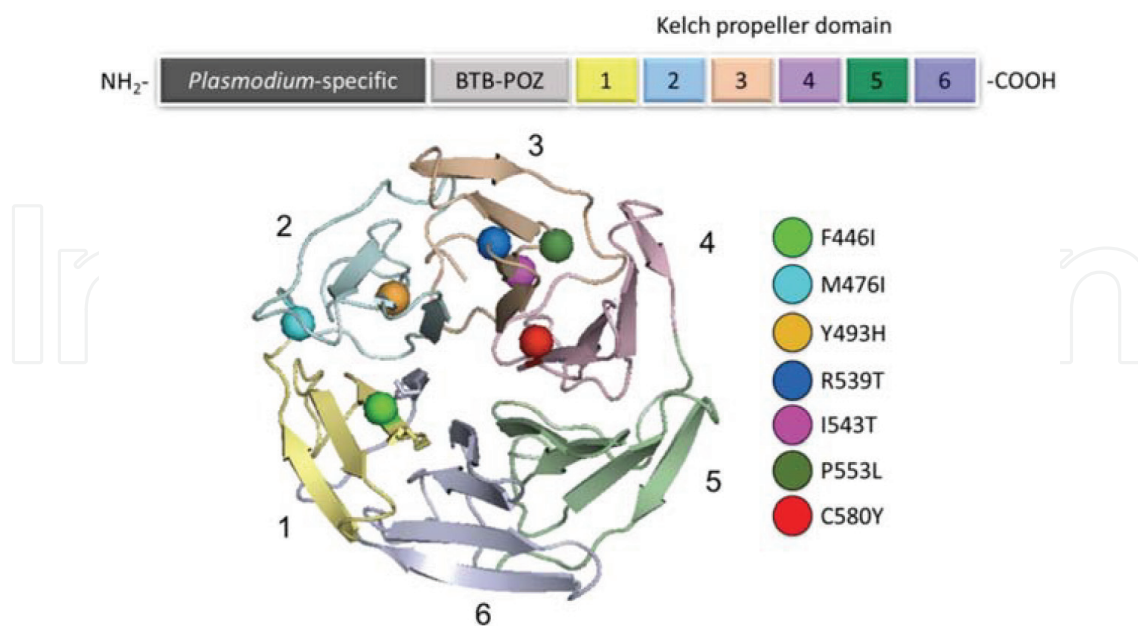 Kelch propeller domain
NH₂- Plasmodium-specific BTB-POZ 1 2 3 4 5 6 -COOH
3
2
4
F446I
M476I
Y493H
R539T
I543T
P553L
C580Y
5
1
6